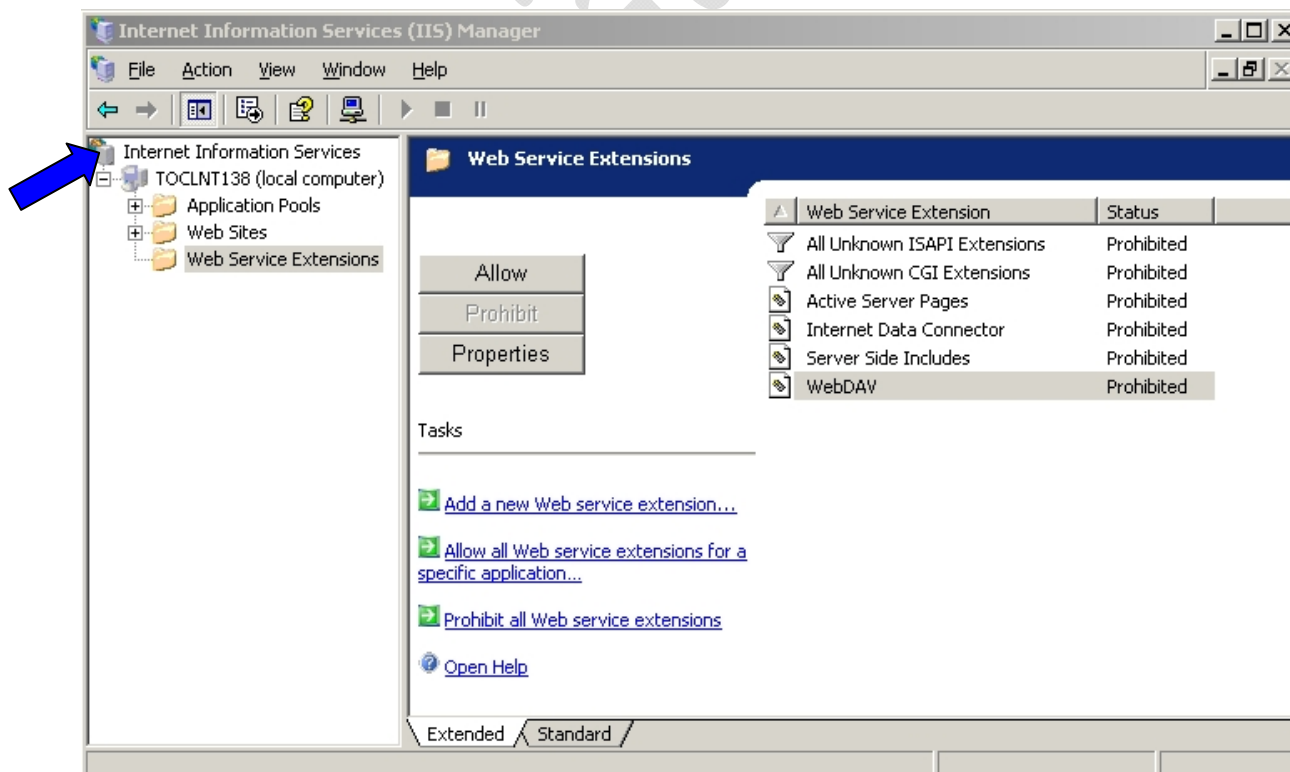 Internet Information Services (IIS) Manager
File Action View Window Help
Internet Information Services
TOCLNT138 (local computer)
Application Pools
Web Sites
Web Service Extensions
Web Service Extensions
Allow
Prohibit
Properties
Tasks
Add a new Web service extension...
Allow all Web service extensions for a
specific application...
Prohibit all Web service extensions
Open Help
Web Service Extension Status
All Unknown ISAPI Extensions Prohibited
All Unknown CGI Extensions Prohibited
Active Server Pages Prohibited
Internet Data Connector Prohibited
Server Side Includes Prohibited
WebDAV Prohibited
Extended Standard